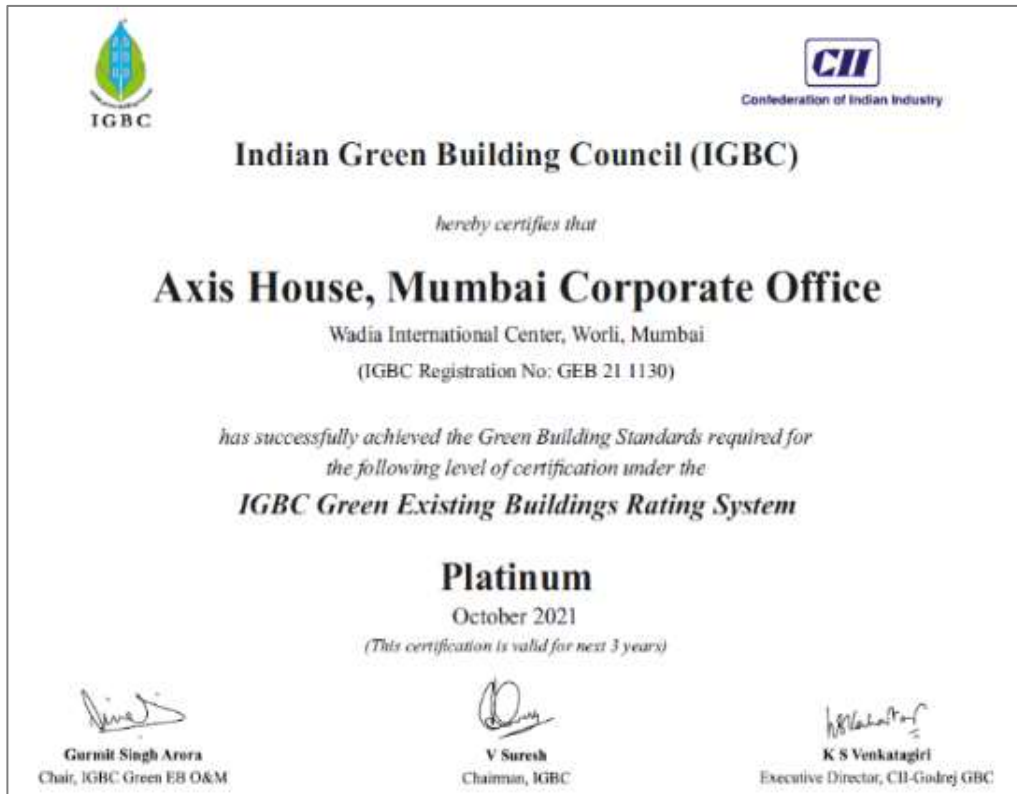 IGBC
CII
Confederation of Indian Industry
Indian Green Building Council (IGBC)
hereby certifies that
Axis House, Mumbai Corporate Office
Wadia International Center, Worli, Mumbai
(IGBC Registration No: GEB 21 1130)
has successfully achieved the Green Building Standards required for
the following level of certification under the
IGBC Green Existing Buildings Rating System
Platinum
October 2021
(This certification is valid for next 3 years)
Gurmit Singh Arora
Chair, IGBC Green EB O&M
V Suresh
Chairman, IGBC
K S Venkatagiri
Executive Director, CII-Godrej GBC